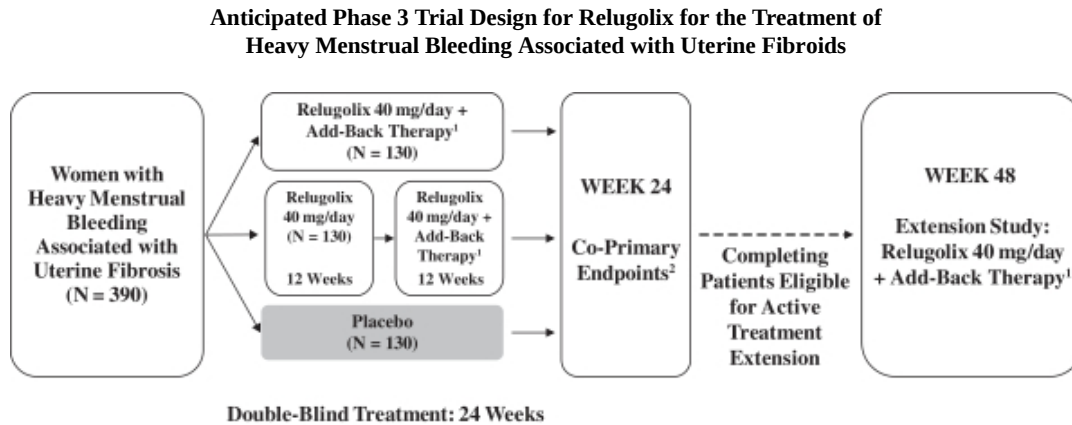 Anticipated Phase 3 Trial Design for Relugolix for the Treatment of
Heavy Menstrual Bleeding Associated with Uterine Fibroids
Women with
Heavy Menstrual
Bleeding
Associated with
Uterine Fibrosis
(N = 390)
Relugolix 40 mg/day +
Add-Back Therapy¹
(N = 130)
Relugolix
40 mg/day
(N = 130)
12 Weeks
Relugolix
40 mg/day +
Add-Back
Therapy¹
12 Weeks
Placebo
(N = 130)
WEEK 24
Co-Primary
Endpoints²
Completing
Patients Eligible
for Active
Treatment
Extension
WEEK 48
Extension Study:
Relugolix 40 mg/day
+ Add-Back Therapy¹
Double-Blind Treatment: 24 Weeks